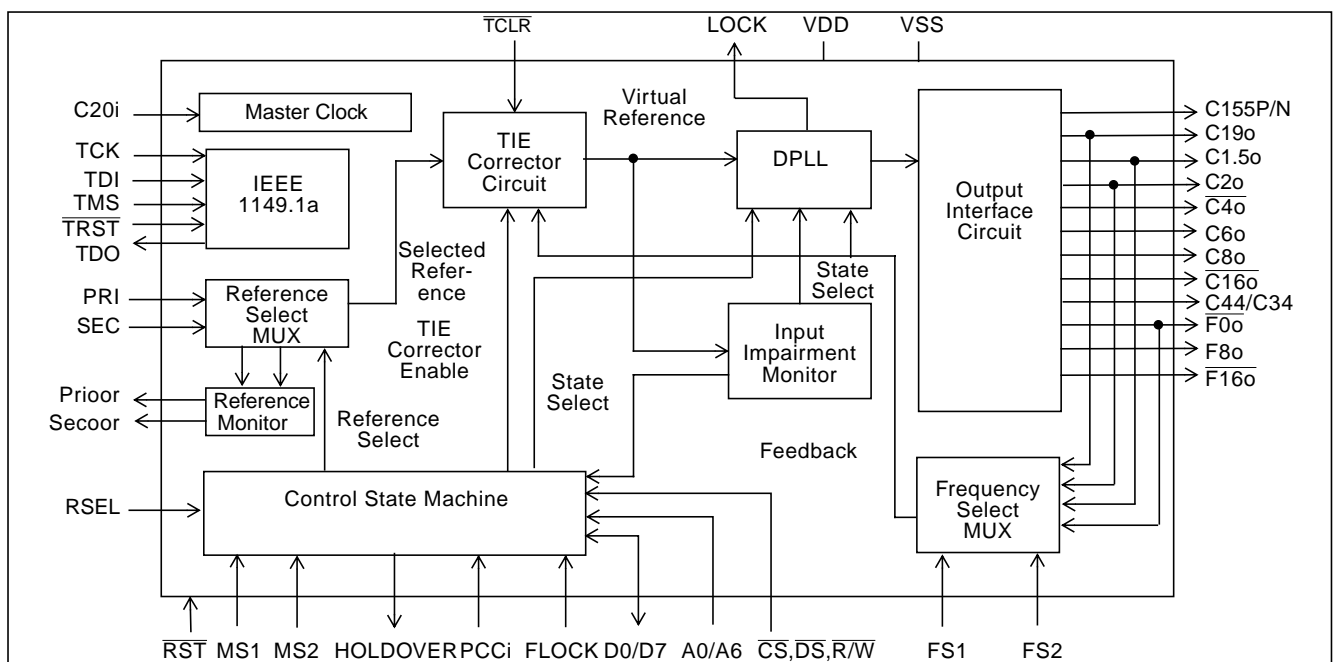 TCLR
LOCK
VDD
VSS
C20i
Master Clock
TCK
TDI
TMS
TRST
TDO
IEEE
1149.1a
TIE
Corrector
Circuit
Virtual
Reference
DPLL
Output
Interface
Circuit
C155P/N
C19o
C1.5o
C2o
C4o
C6o
C8o
C16o
C44/C34
F0o
F8o
F16o
PRI
SEC
Reference
Select
MUX
Selected
Refer-
ence
TIE
Corrector
Enable
State
Select
Input
Impairment
Monitor
State
Select
Prioor
Secoor
Reference
Monitor
Reference
Select
Feedback
RSEL
Control State Machine
Frequency
Select
MUX
RST
MS1
MS2
HOLDOVER
PCCi
FLOCK
D0/D7
A0/A6
CS,DS,R/W
FS1
FS2